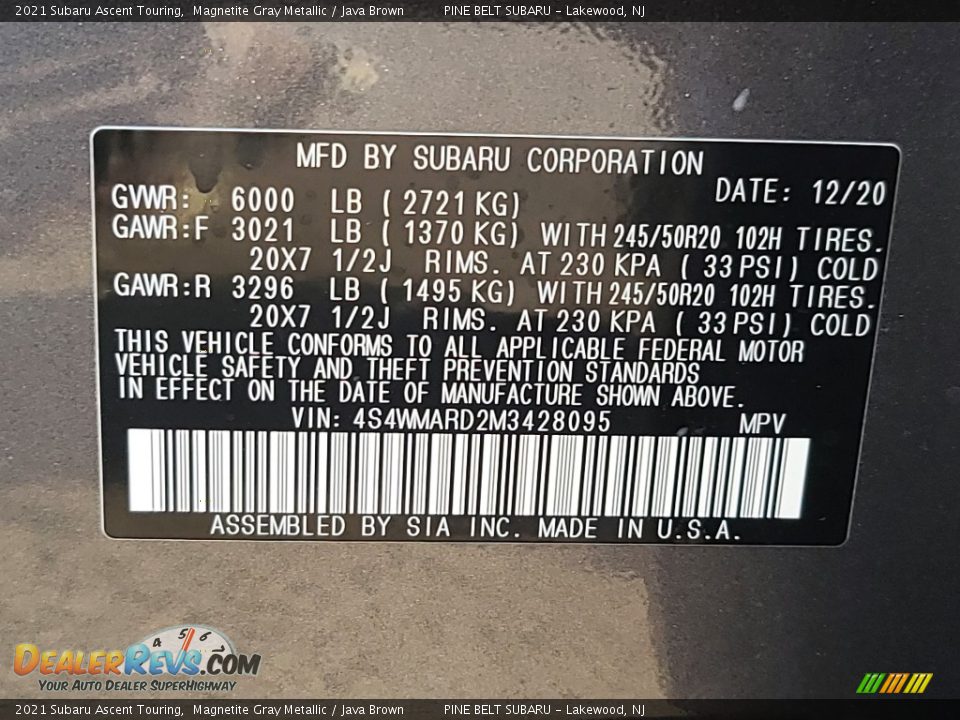 2021 Subaru Ascent Touring, Magnetite Gray Metallic / Java Brown PINE BELT SUBARU - Lakewood, NJ
MFD BY SUBARU CORPORATION
DATE: 12/20
GVWR: 6000 LB ( 2721 KG)
GAWR:F 3021 LB ( 1370 KG) WITH 245/50R20 102H TIRES.
20X7 1/2J RIMS. AT 230 KPA ( 33 PSI) COLD
GAWR:R 3296 LB ( 1495 KG) WITH 245/50R20 102H TIRES.
20X7 1/2J RIMS. AT 230 KPA ( 33 PSI) COLD
THIS VEHICLE CONFORMS TO ALL APPLICABLE FEDERAL MOTOR
VEHICLE SAFETY AND THEFT PREVENTION STANDARDS
IN EFFECT ON THE DATE OF MANUFACTURE SHOWN ABOVE.
VIN: 4S4WMARD2M3428095 MPV
ASSEMBLED BY SIA INC. MADE IN U.S.A.
4 5 6 7
DEALERREVS.COM
YOUR AUTO DEALER SUPERHIGHWAY
2021 Subaru Ascent Touring, Magnetite Gray Metallic / Java Brown PINE BELT SUBARU - Lakewood, NJ